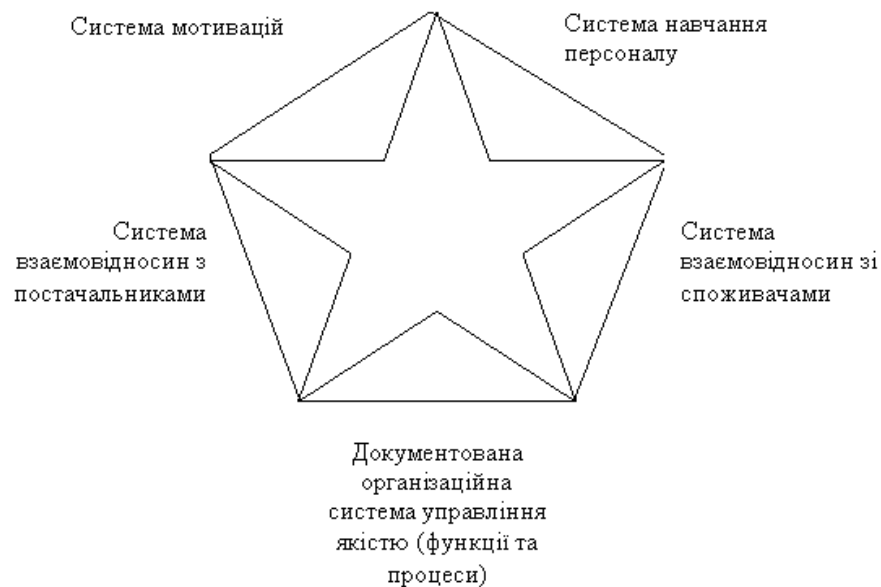 Система мотивацій
Система навчання
персоналу
Система
взаємовідносин з
постачальниками
Система
взаємовідносин зі
споживачами
Документована
організаційна
система управління
якістю (функції та
процеси)